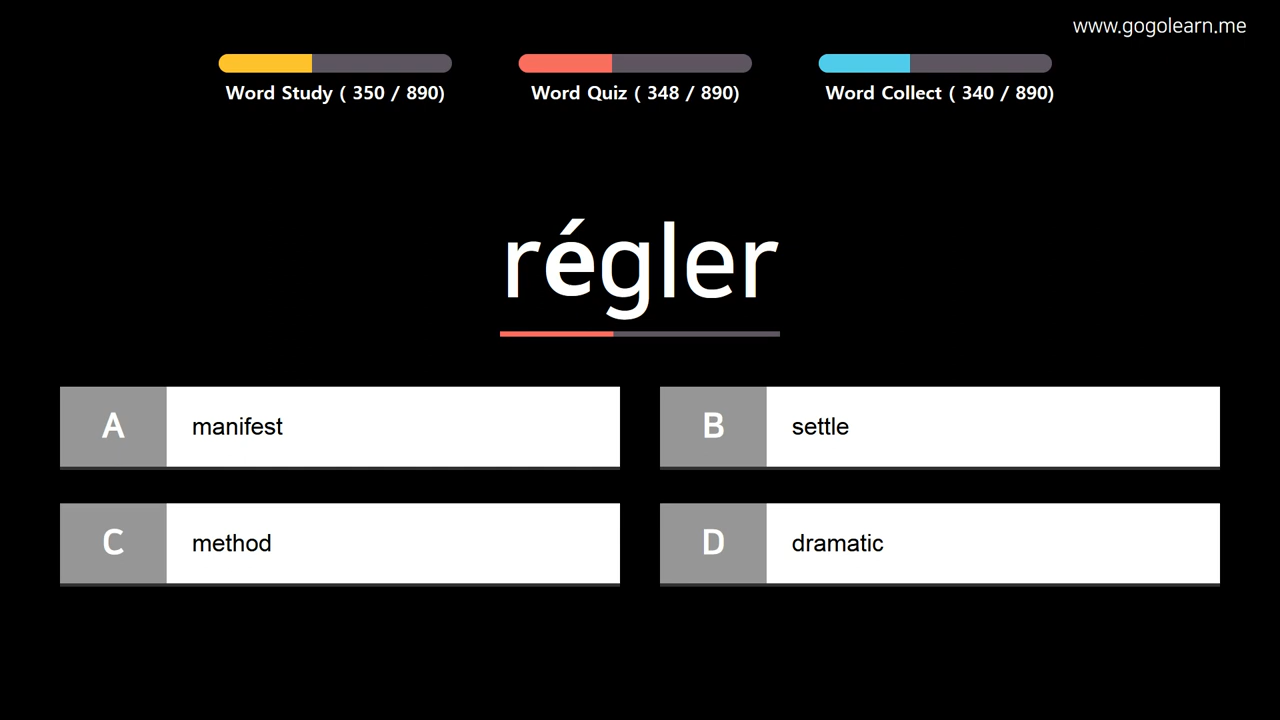 www.gogolearn.me
Word Study ( 350 / 890)
Word Quiz ( 348 / 890)
Word Collect ( 340 / 890)
régler
A manifest
B settle
C method
D dramatic